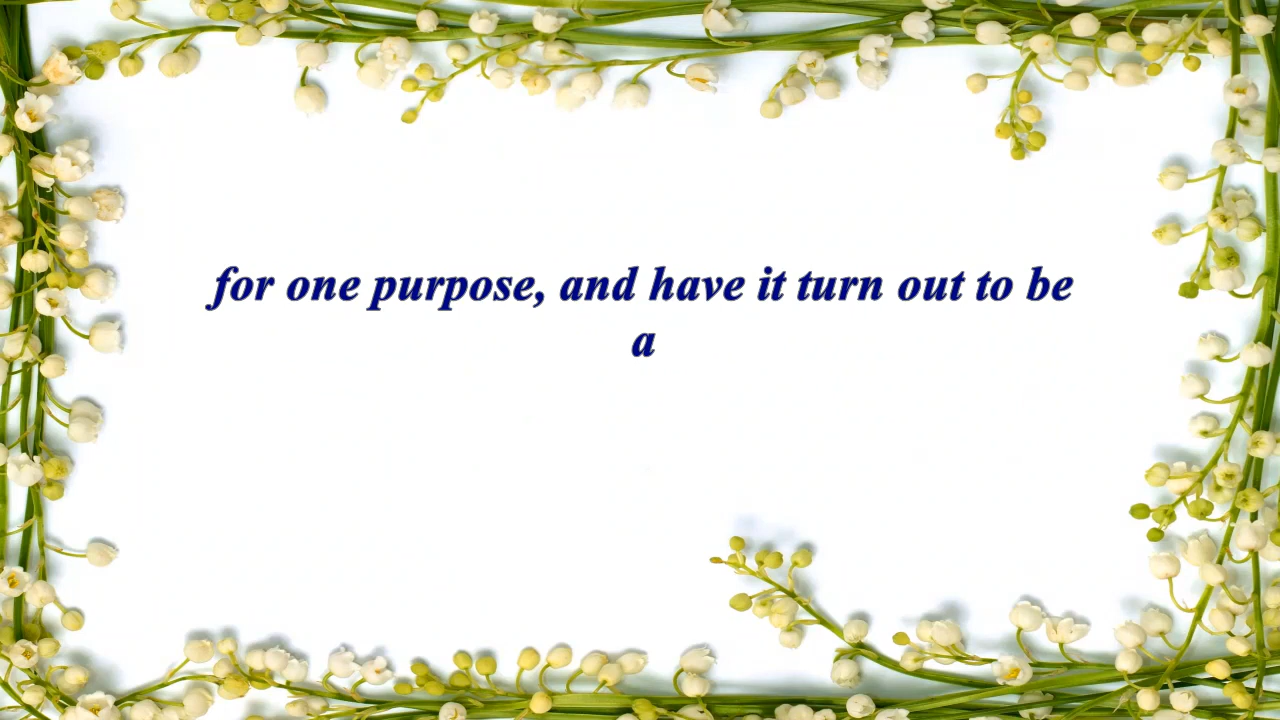 for one purpose, and have it turn out to be
a